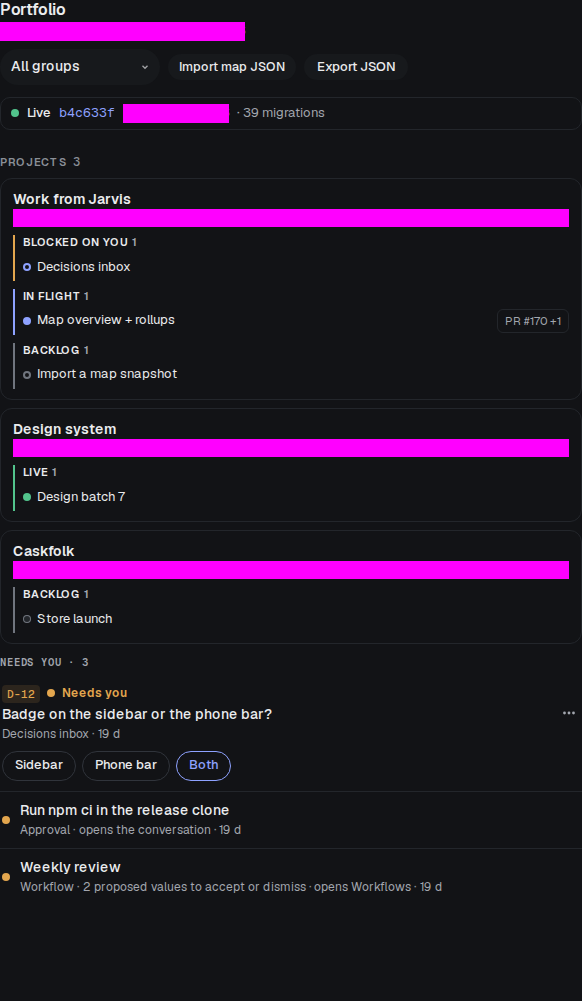 Portfolio
All groups
Import map JSON
Export JSON
Live b4c633f · 39 migrations
PROJECTS 3
Work from Jarvis
BLOCKED ON YOU 1
Decisions inbox
IN FLIGHT 1
Map overview + rollups
PR #170 +1
BACKLOG 1
Import a map snapshot
Design system
LIVE 1
Design batch 7
Caskfolk
BACKLOG 1
Store launch
NEEDS YOU · 3
D-12 Needs you
Badge on the sidebar or the phone bar?
Decisions inbox · 19 d
Sidebar
Phone bar
Both
Run npm ci in the release clone
Approval · opens the conversation · 19 d
Weekly review
Workflow · 2 proposed values to accept or dismiss · opens Workflows · 19 d